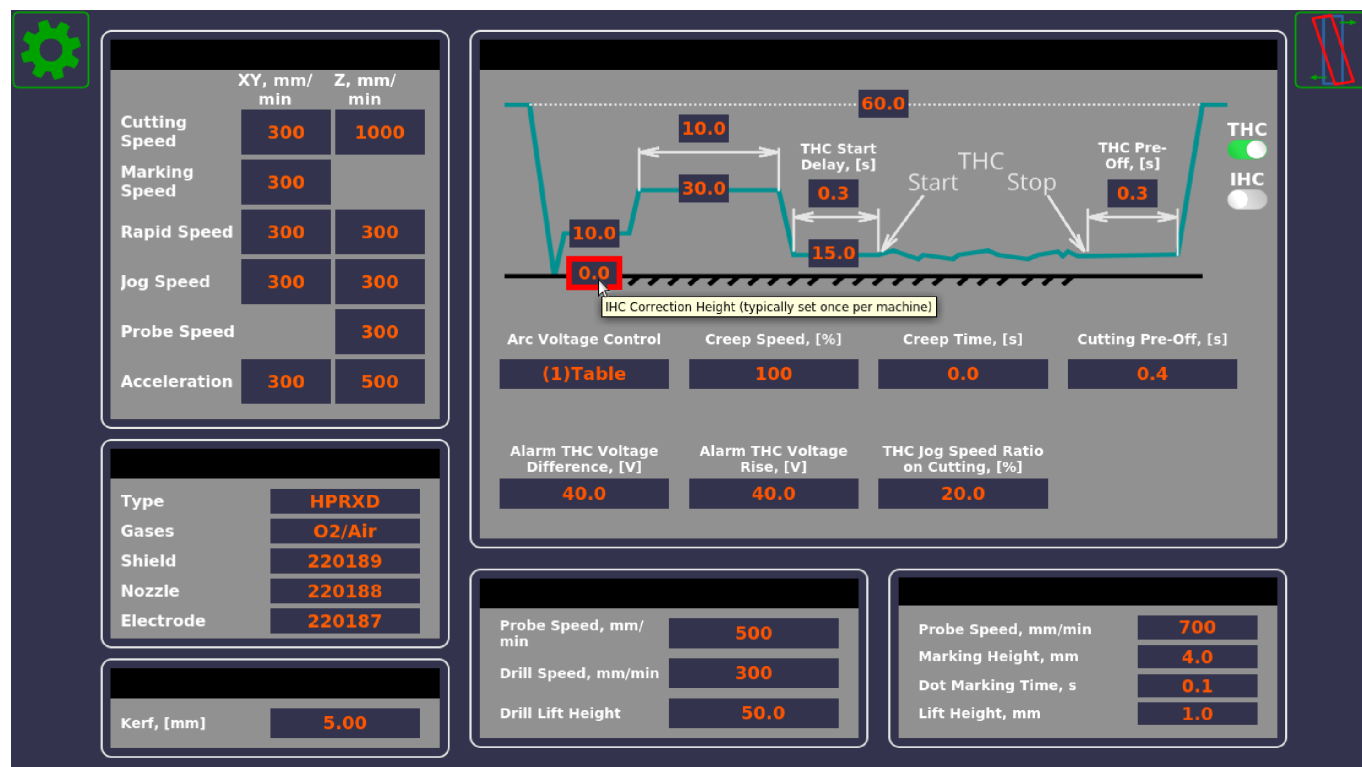 XY, mm/
min
Z, mm/
min
Cutting
Speed
300
1000
Marking
Speed
300
Rapid Speed
300
300
Jog Speed
300
300
Probe Speed
300
Acceleration
300
500
Type
HPRXD
Gases
O2/Air
Shield
220189
Nozzle
220188
Electrode
220187
Kerf, [mm]
5.00
60.0
10.0
THC Start
Delay, [s]
0.3
THC
Start
Stop
THC Pre-
Off, [s]
0.3
30.0
10.0
15.0
0.0
IHC Correction Height (typically set once per machine)
THC
IHC
Arc Voltage Control
(1)Table
Creep Speed, [%]
100
Creep Time, [s]
0.0
Cutting Pre-Off, [s]
0.4
Alarm THC Voltage
Difference, [V]
40.0
Alarm THC Voltage
Rise, [V]
40.0
THC Jog Speed Ratio
on Cutting, [%]
20.0
Probe Speed, mm/
min
500
Drill Speed, mm/min
300
Drill Lift Height
50.0
Probe Speed, mm/min
700
Marking Height, mm
4.0
Dot Marking Time, s
0.1
Lift Height, mm
1.0